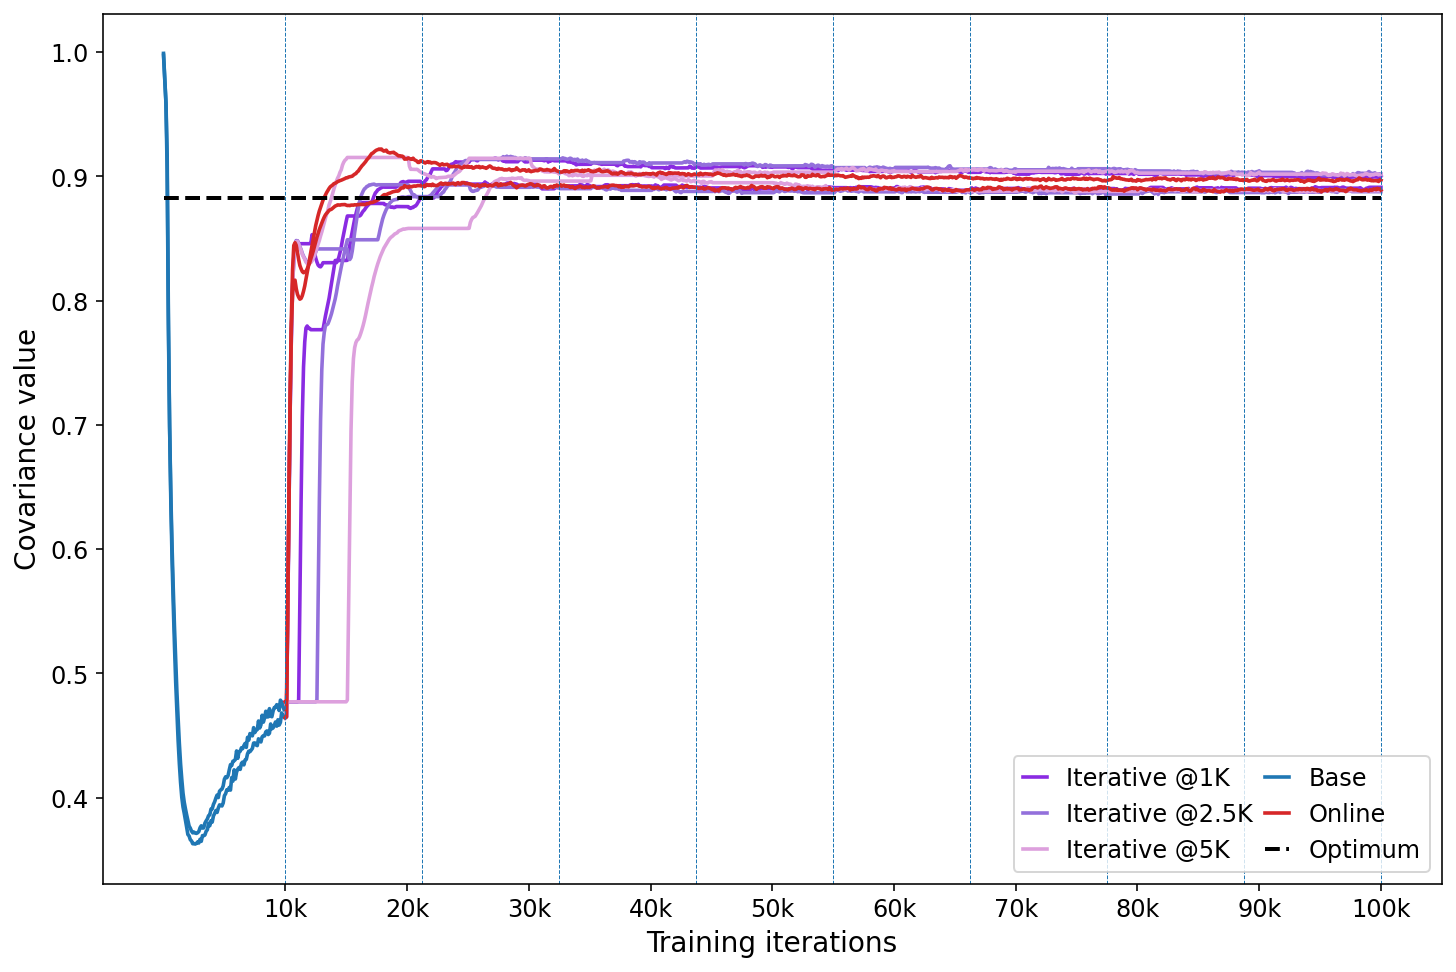 1.0
0.9
0.8
0.7
0.6
0.5
0.4
Covariance value
10k 20k 30k 40k 50k 60k 70k 80k 90k 100k
Training iterations
Iterative @1K
Iterative @2.5K
Iterative @5K
Base
Online
Optimum